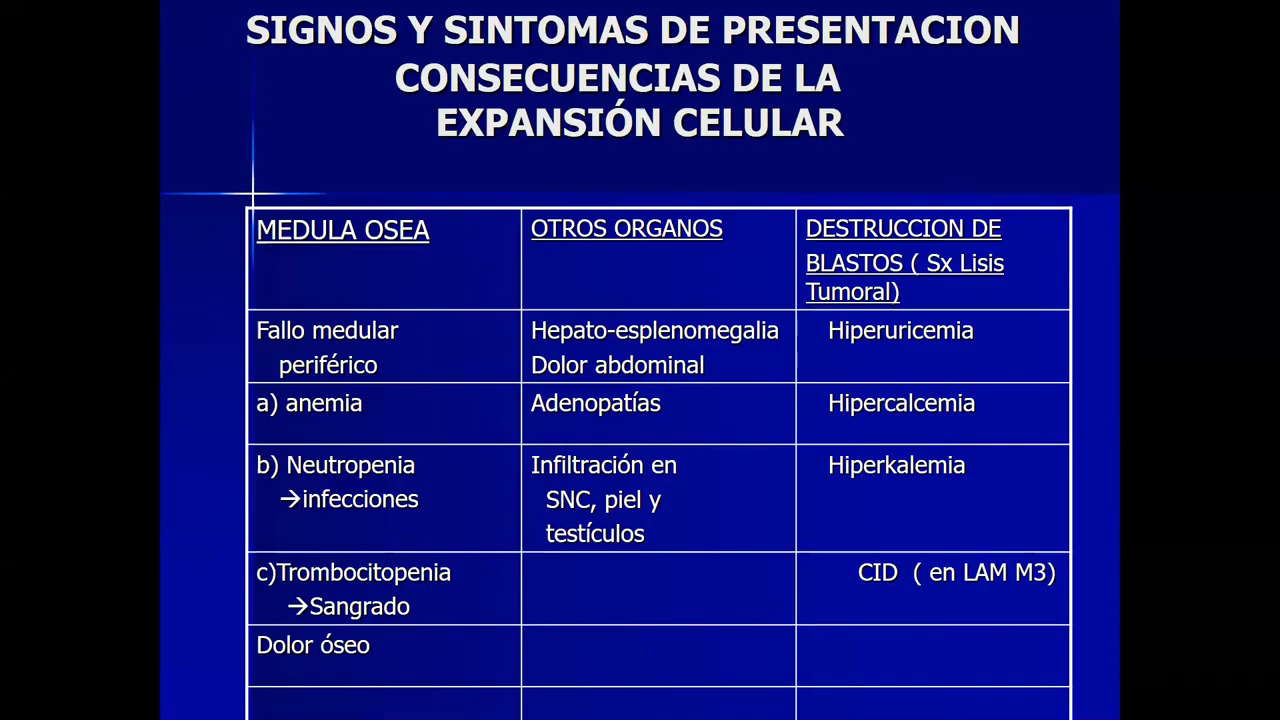 SIGNOS Y SINTOMAS DE PRESENTACION
CONSECUENCIAS DE LA
EXPANSIÓN CELULAR
MEDULA OSEA
OTROS ORGANOS
DESTRUCCION DE
BLASTOS ( Sx Lisis
Tumoral)
Fallo medular
periférico
Hepato-esplenomegalia
Dolor abdominal
Hiperuricemia
a) anemia
Adenopatías
Hipercalcemia
b) Neutropenia
→infecciones
Infiltración en
SNC, piel y
testículos
Hiperkalemia
c)Trombocitopenia
→Sangrado
CID ( en LAM M3)
Dolor óseo